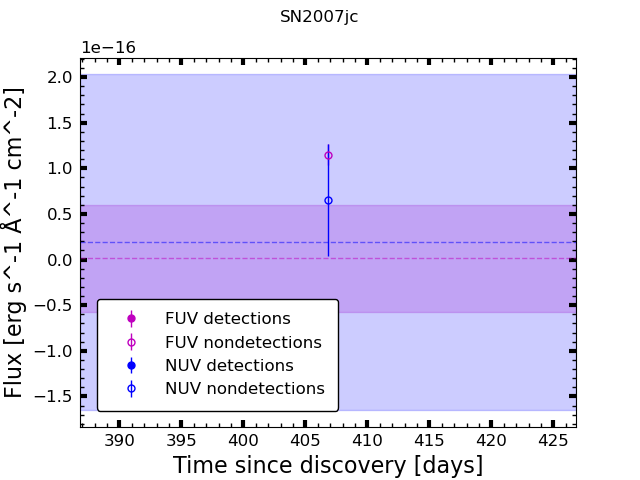 SN2007jc
1e−16
2.0
1.5
1.0
0.5
0.0
−0.5
−1.0
−1.5
Flux [erg s^-1 Å^-1 cm^-2]
FUV detections
FUV nondetections
NUV detections
NUV nondetections
390 395 400 405 410 415 420 425
Time since discovery [days]